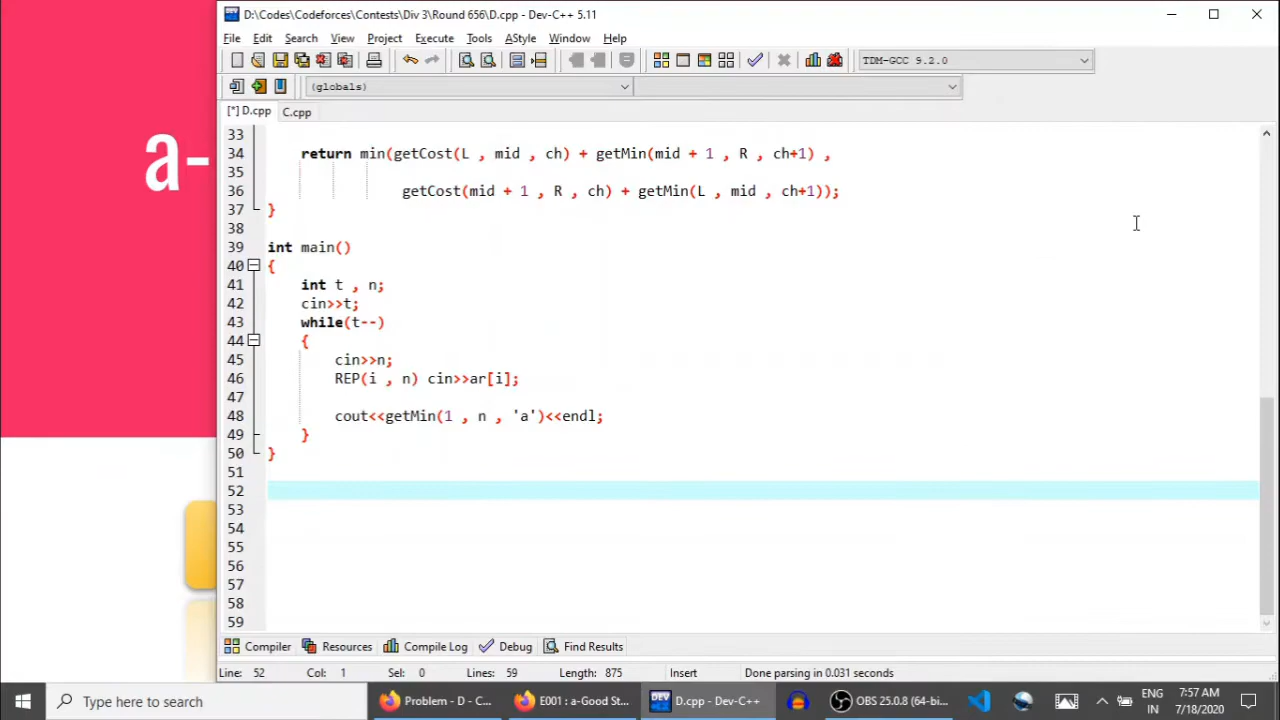 D:\Codes\Codeforces\Contests\Div 3\Round 656\D.cpp - Dev-C++ 5.11
File Edit Search View Project Execute Tools AStyle Window Help
TDM-GCC 9.2.0
(globals)
[*] D.cpp C.cpp
a-
33
34 return min(getCost(L , mid , ch) + getMin(mid + 1 , R , ch+1) ,
35
36 getCost(mid + 1 , R , ch) + getMin(L , mid , ch+1));
37 }
38
39 int main()
40 {
41 int t , n;
42 cin>>t;
43 while(t--)
44 {
45 cin>>n;
46 REP(i , n) cin>>ar[i];
47
48 cout<<getMin(1 , n , 'a')<<endl;
49 }
50 }
51
52
53
54
55
56
57
58
59
Compiler Resources Compile Log Debug Find Results
Line: 52 Col: 1 Sel: 0 Lines: 59 Length: 875 Insert Done parsing in 0.031 seconds
Type here to search
Problem - D - C...
E001 : a-Good St...
DEV
D.cpp - Dev-C++
OBS 25.0.8 (64-bi...
ENG
IN
7:57 AM
7/18/2020